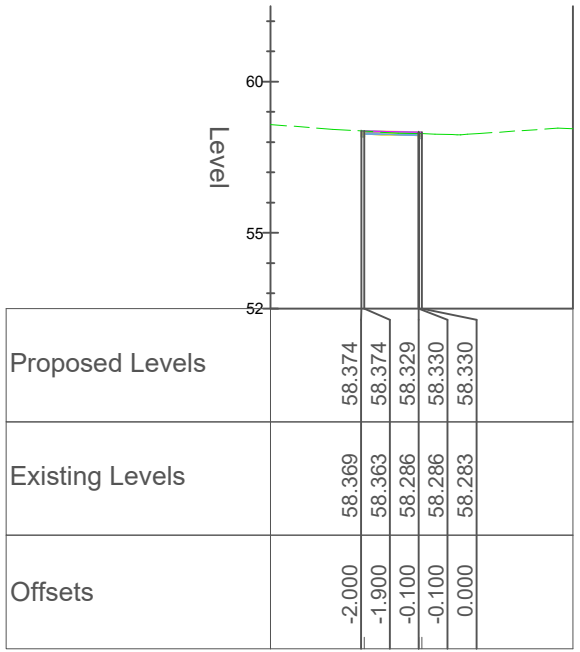 60
Level
55
52
Proposed Levels 58.374 58.374 58.329 58.330 58.330
Existing Levels 58.369 58.363 58.286 58.286 58.283
Offsets -2.000 -1.900 -0.100 -0.100 0.000